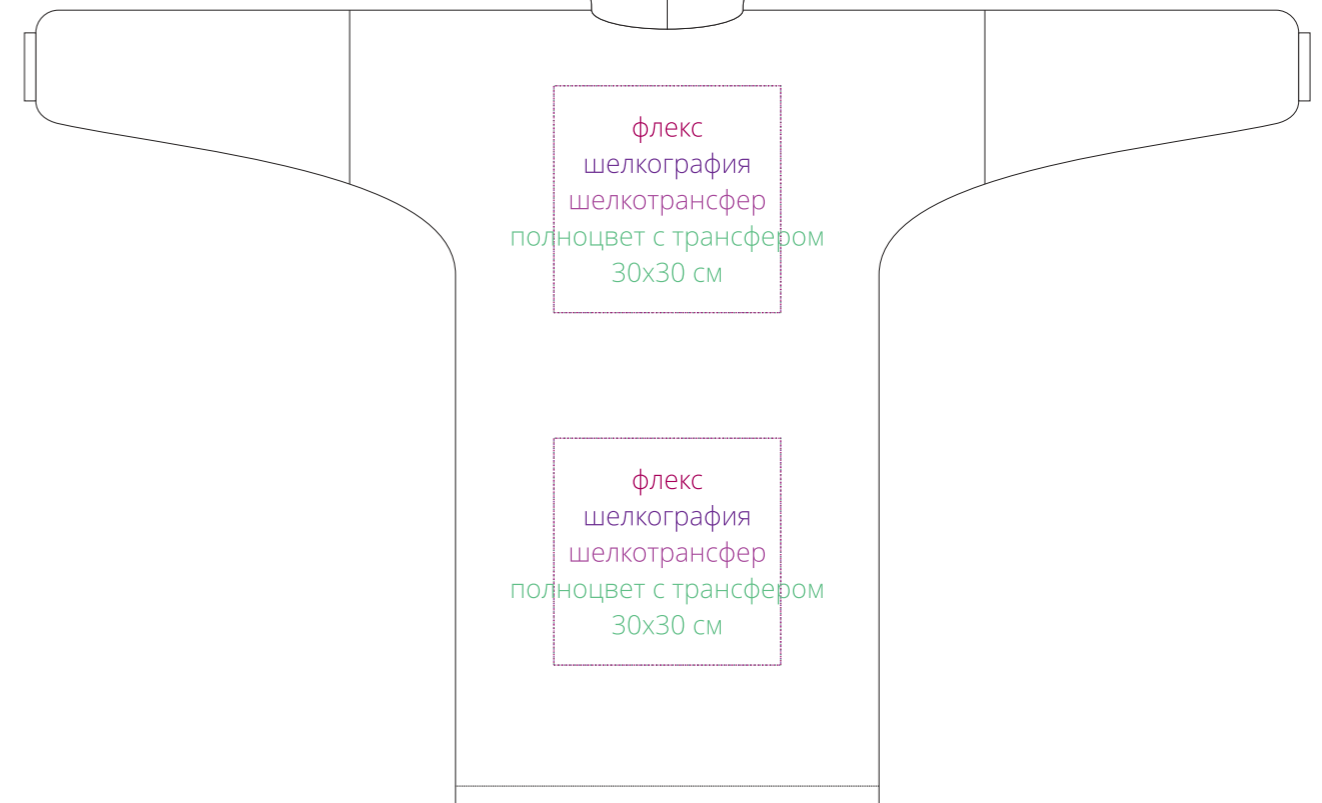 флекс
шелкография
шелкотрансфер
полноцвет с трансфером
30х30 см
флекс
шелкография
шелкотрансфер
полноцвет с трансфером
30х30 см